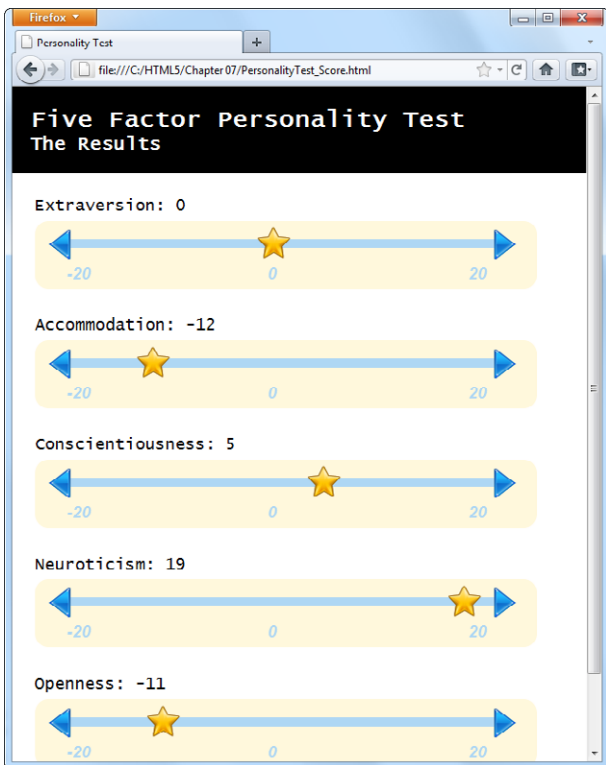 Firefox
Personality Test
file:///C:/HTML5/Chapter 07/PersonalityTest_Score.html
Five Factor Personality Test
The Results
Extraversion: 0
-20 0 20
Accommodation: -12
-20 0 20
Conscientiousness: 5
-20 0 20
Neuroticism: 19
-20 0 20
Openness: -11
-20 0 20